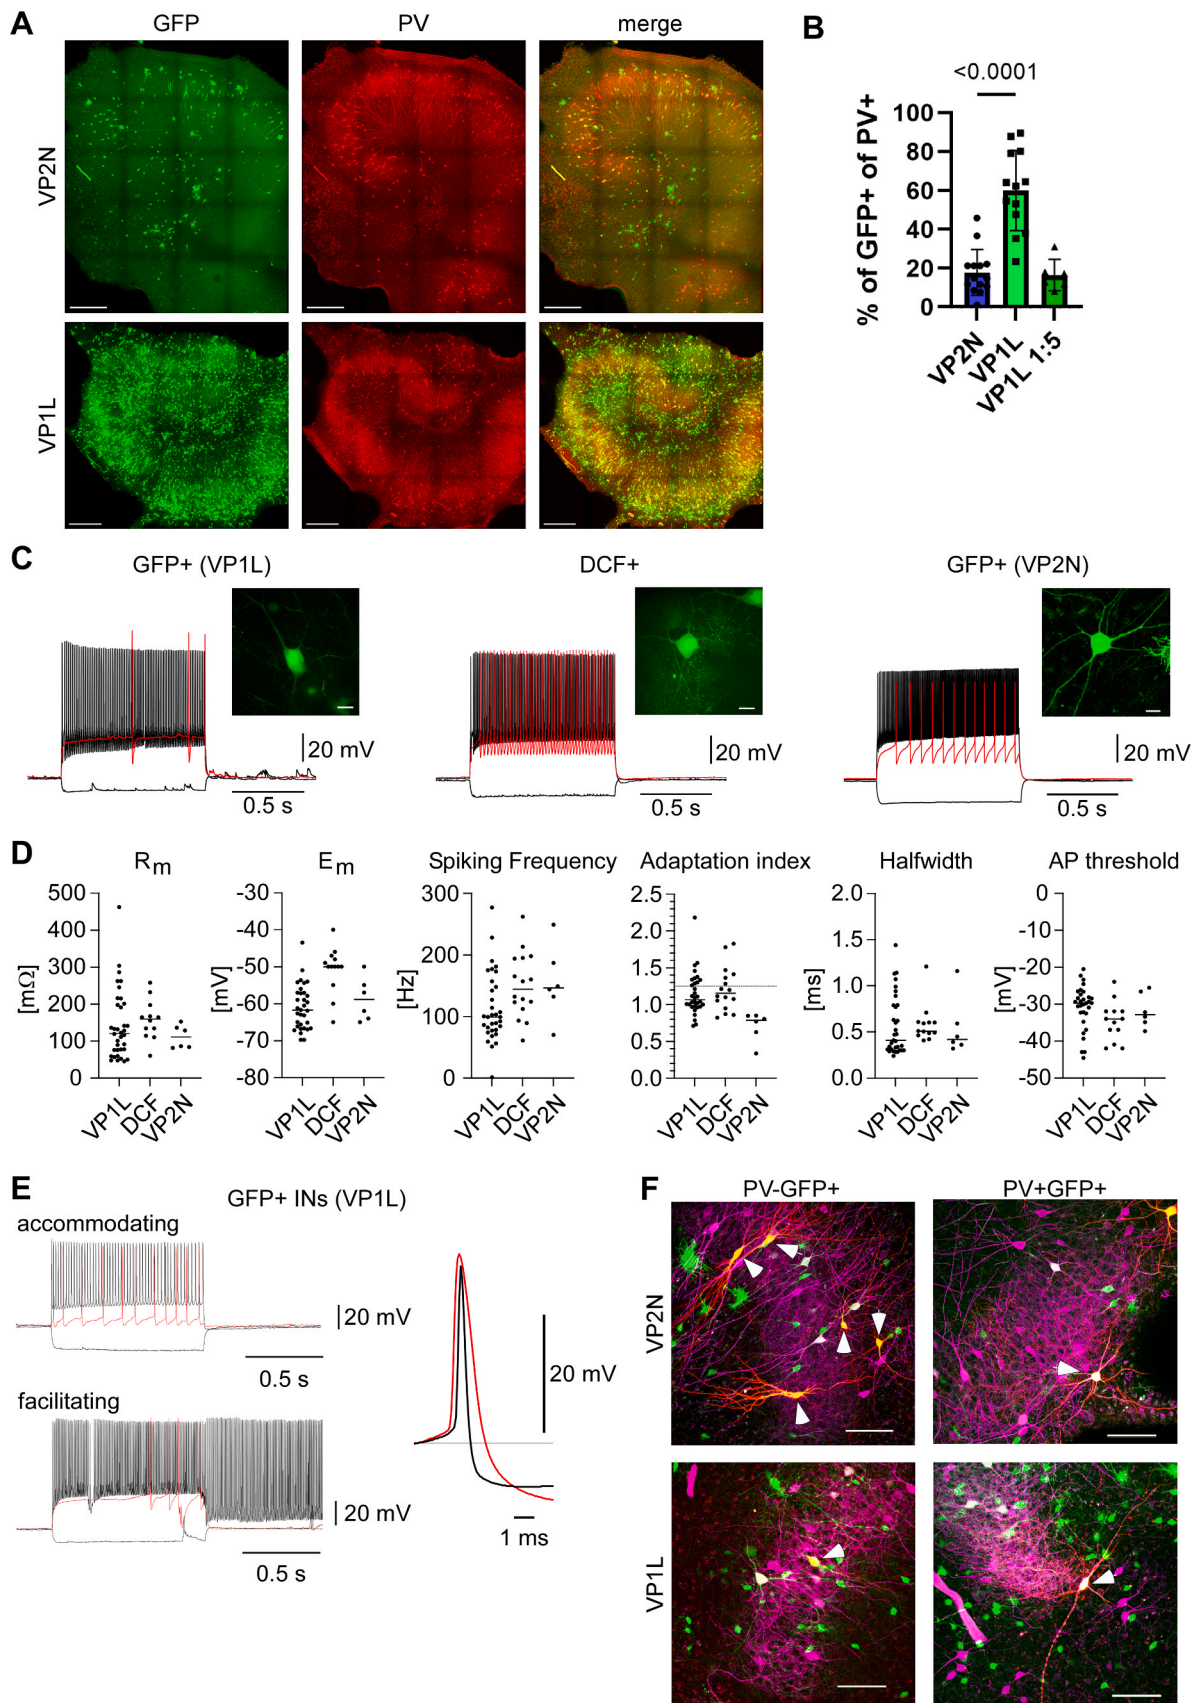 A
GFP
PV
merge
VP2N
VP1L
B
<0.0001
% of GFP+ of PV+
100
80
60
40
20
0
VP2N
VP1L
VP1L 1:5
C
GFP+ (VP1L)
DCF+
GFP+ (VP2N)
20 mV
0.5 s
20 mV
0.5 s
20 mV
0.5 s
D
Rm
[mΩ]
500
400
300
200
100
0
VP1L
DCF
VP2N
Em
[mV]
-30
-40
-50
-60
-70
-80
VP1L
DCF
VP2N
Spiking Frequency
[Hz]
300
200
100
0
VP1L
DCF
VP2N
Adaptation index
2.5
2.0
1.5
1.0
0.5
0.0
VP1L
DCF
VP2N
Halfwidth
[ms]
2.0
1.5
1.0
0.5
0.0
VP1L
DCF
VP2N
AP threshold
[mV]
0
-10
-20
-30
-40
-50
VP1L
DCF
VP2N
E
GFP+ INs (VP1L)
accommodating
20 mV
0.5 s
facilitating
20 mV
0.5 s
20 mV
1 ms
F
PV-GFP+
PV+GFP+
VP2N
VP1L